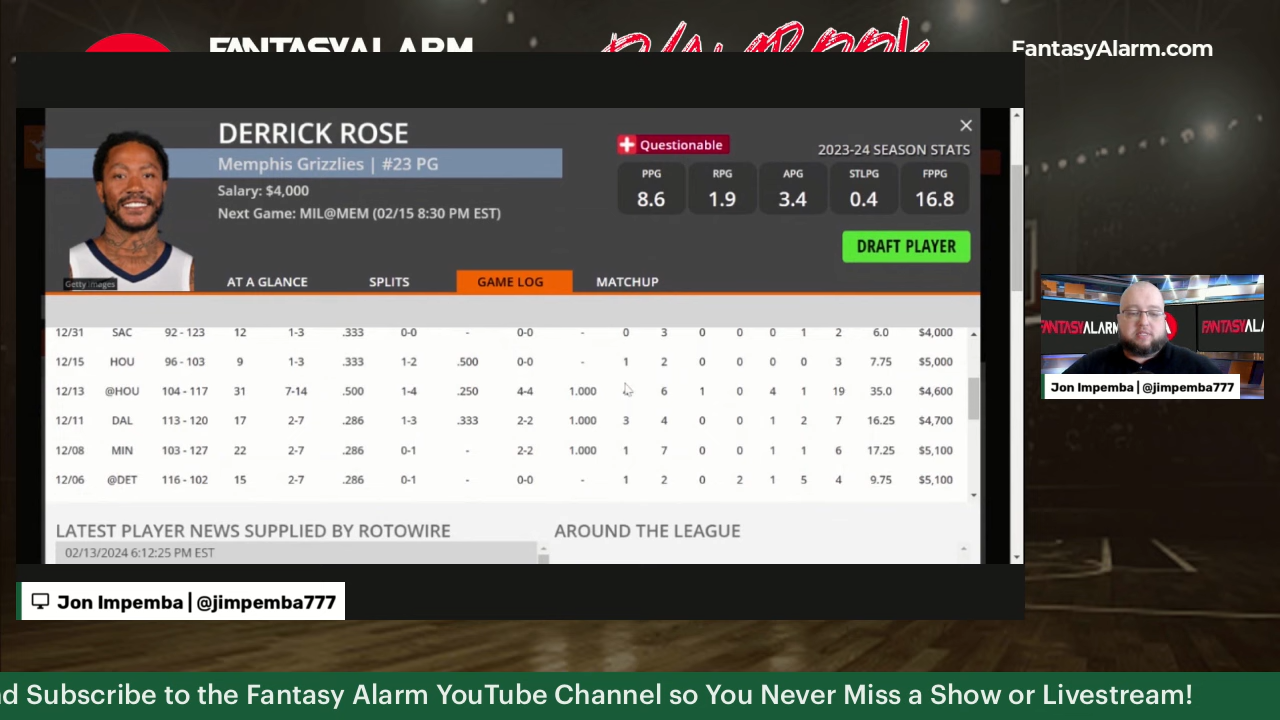 FANTASYALARM
PLAYBOOK
FantasyAlarm.com
DERRICK ROSE
Memphis Grizzlies | #23 PG
Salary: $4,000
Next Game: MIL@MEM (02/15 8:30 PM EST)
Getty Images
Questionable
2023-24 SEASON STATS
PPG RPG APG STLPG FPPG
8.6 1.9 3.4 0.4 16.8
DRAFT PLAYER
AT A GLANCE SPLITS GAME LOG MATCHUP
12/31 SAC 92 - 123 12 1-3 .333 0-0 - 0-0 - 0 3 0 0 0 1 2 6.0 $4,000
12/15 HOU 96 - 103 9 1-3 .333 1-2 .500 0-0 - 1 2 0 0 0 0 3 7.75 $5,000
12/13 @HOU 104 - 117 31 7-14 .500 1-4 .250 4-4 1.000 6 1 0 4 1 19 35.0 $4,600
12/11 DAL 113 - 120 17 2-7 .286 1-3 .333 2-2 1.000 3 4 0 0 1 2 7 16.25 $4,700
12/08 MIN 103 - 127 22 2-7 .286 0-1 - 2-2 1.000 1 7 0 0 1 1 6 17.25 $5,100
12/06 @DET 116 - 102 15 2-7 .286 0-1 - 0-0 - 1 2 0 2 1 5 4 9.75 $5,100
LATEST PLAYER NEWS SUPPLIED BY ROTOWIRE
02/13/2024 6:12:25 PM EST
AROUND THE LEAGUE
FANTASYALARM
FANTASYAL
Jon Impemba | @jimpemba777
Jon Impemba | @jimpemba777
d Subscribe to the Fantasy Alarm YouTube Channel so You Never Miss a Show or Livestream!